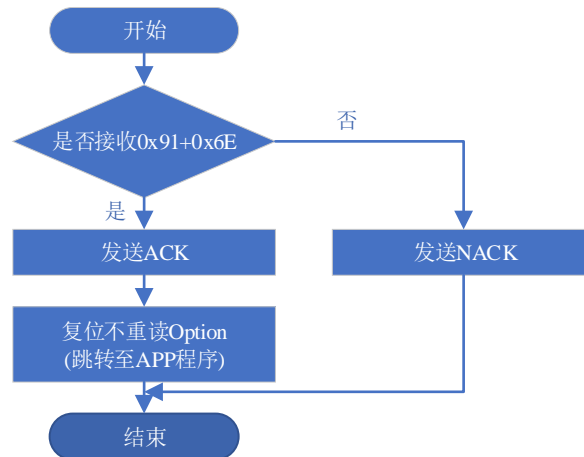 开始
是否接收0x91+0x6E
否
是
发送ACK
发送NACK
复位不重读Option
(跳转至APP程序)
结束